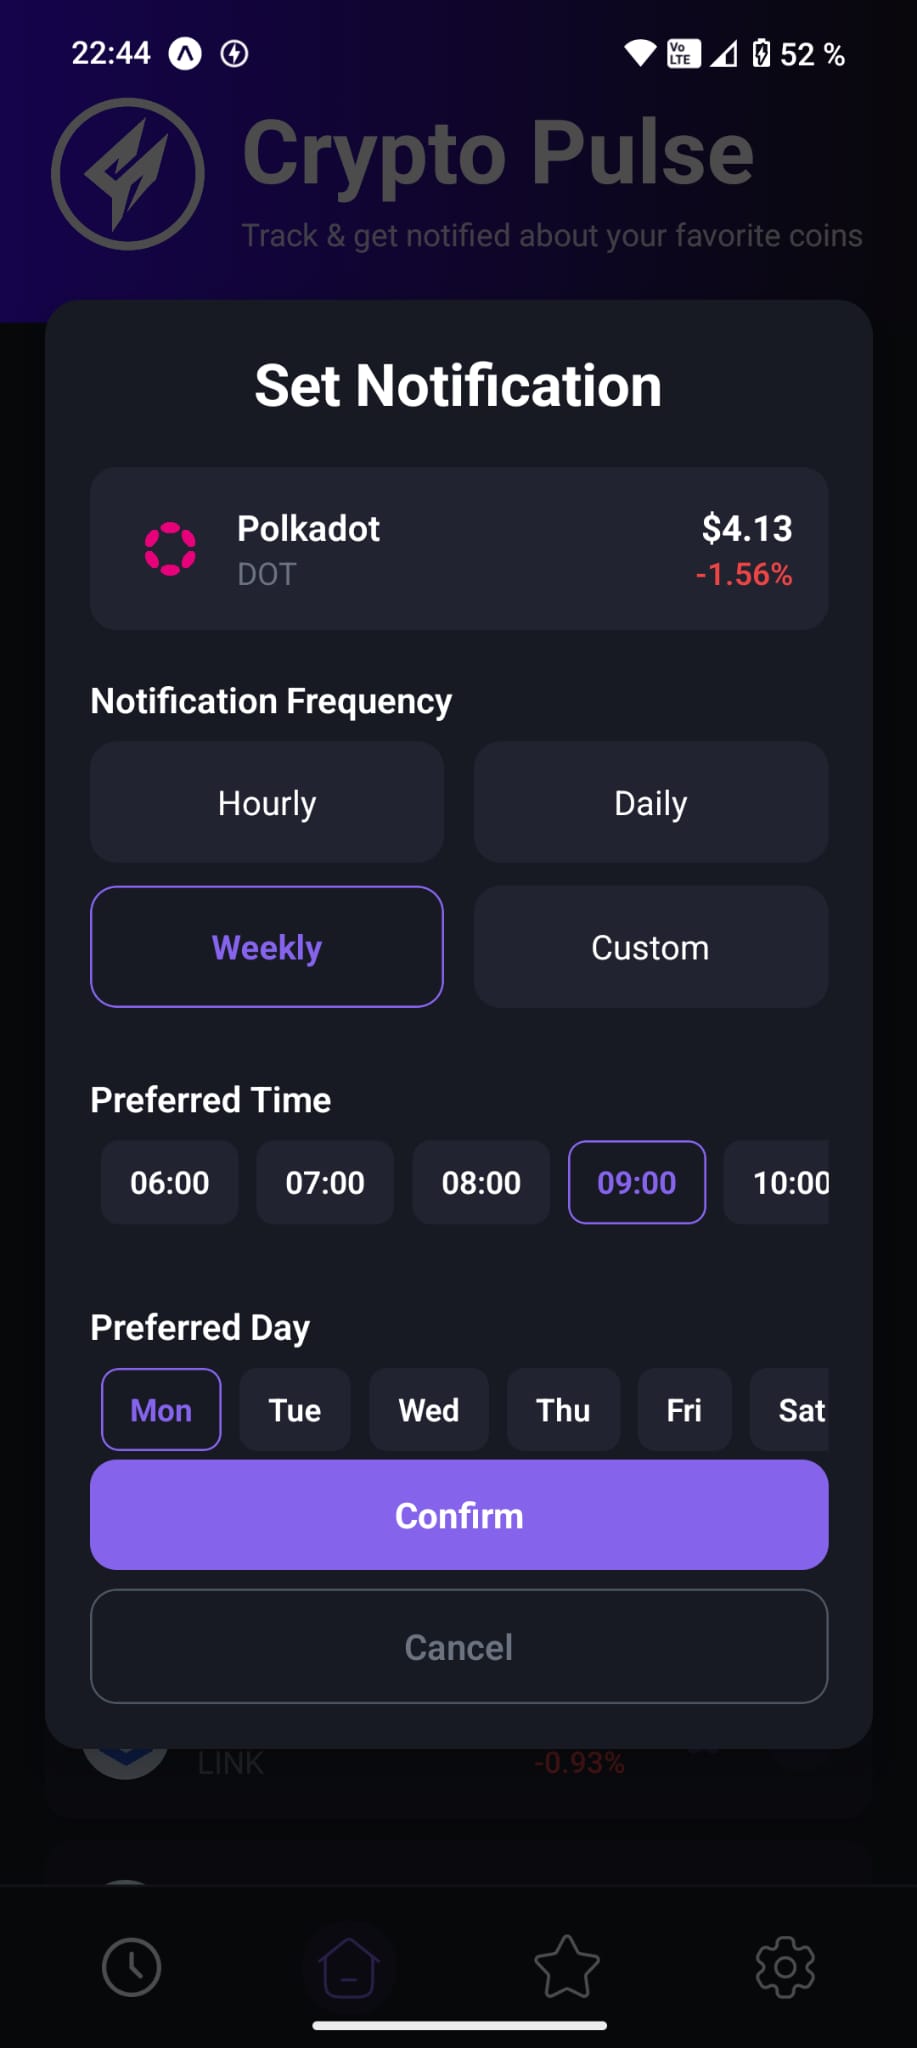 22:44 Vo LTE 52 %
Crypto Pulse
Track & get notified about your favorite coins
Set Notification
Polkadot $4.13
DOT -1.56%
Notification Frequency
Hourly Daily
Weekly Custom
Preferred Time
06:00 07:00 08:00 09:00 10:00
Preferred Day
Mon Tue Wed Thu Fri Sat
Confirm
Cancel
LINK -0.93%